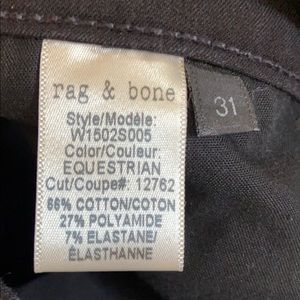 rag & bone
Style/Modèle:
W1502S005
Color/Couleur:
EQUESTRIAN
Cut/Coupe#: 12762
66% COTTON/COTON
27% POLYAMIDE
7% ELASTANE/
ÉLASTHANNE
31